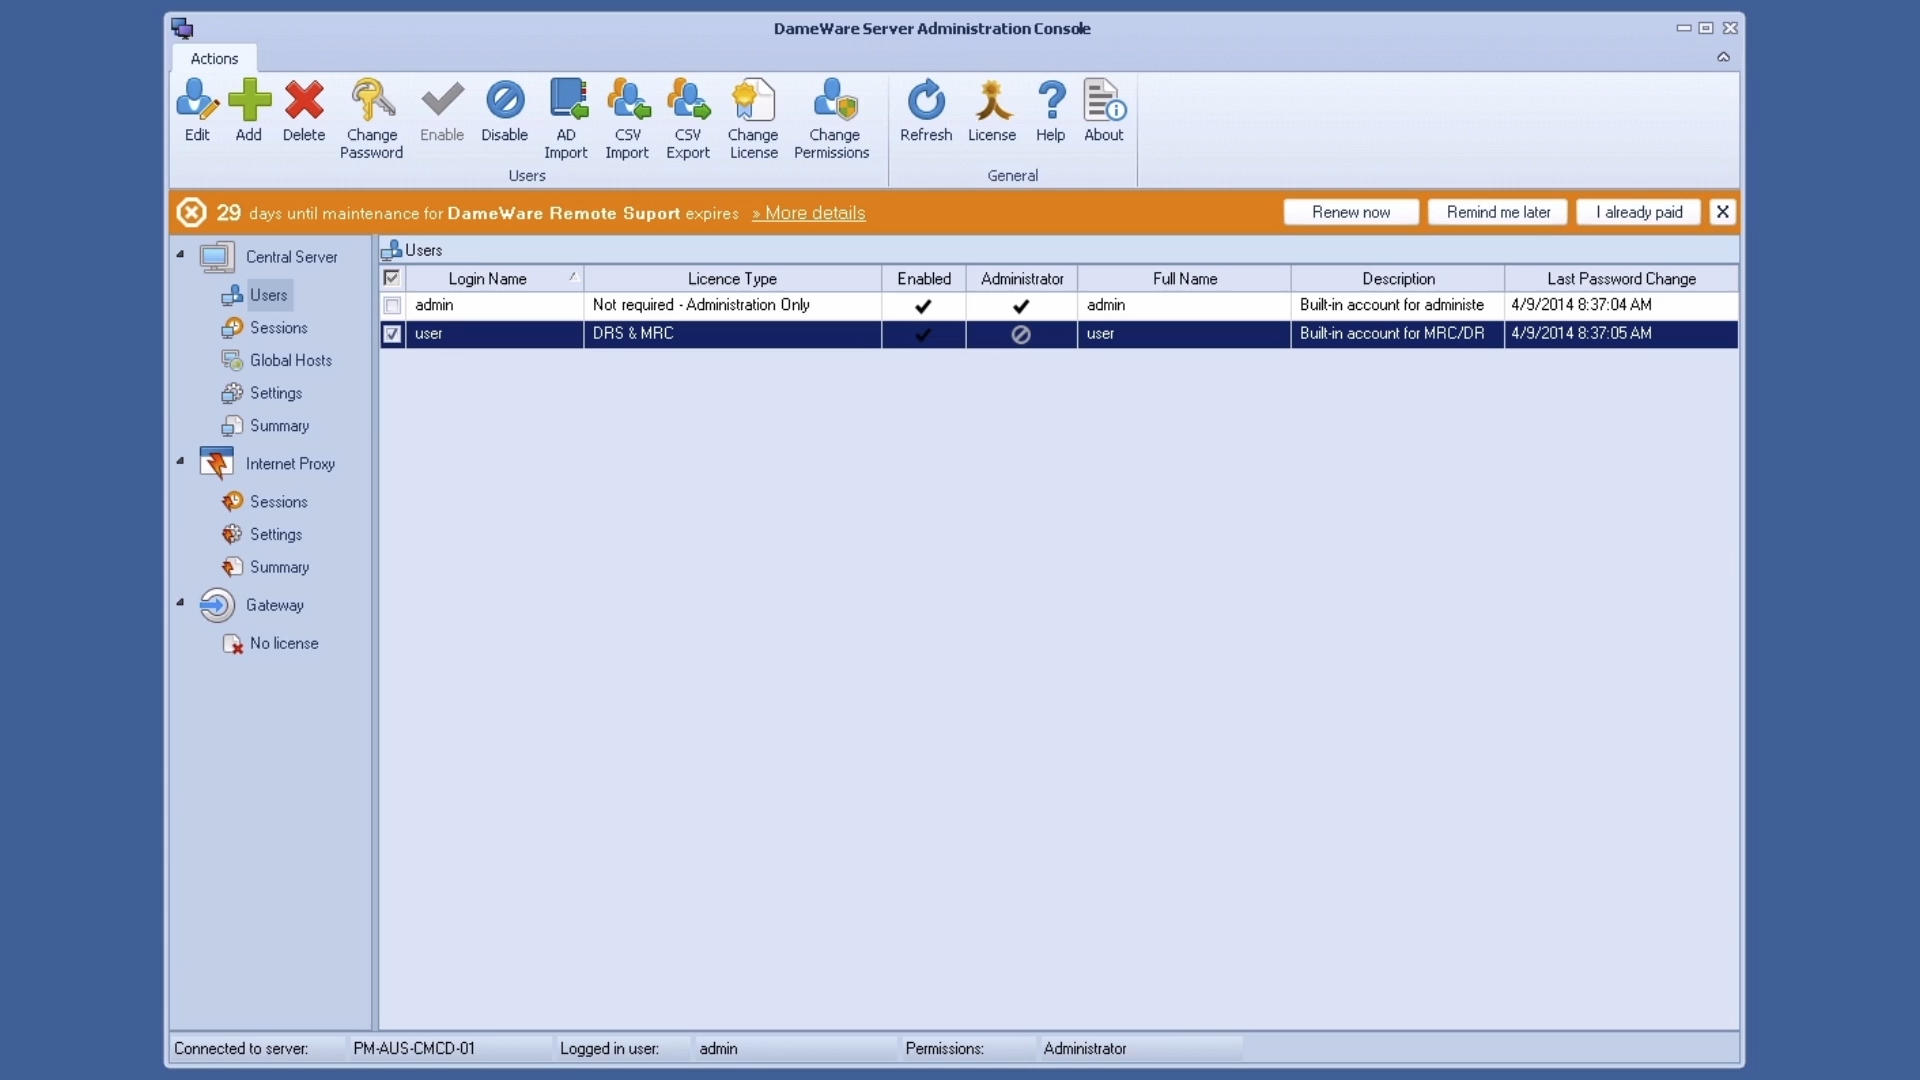 DameWare Server Administration Console
Actions
Edit
Add
Delete
Change Password
Enable
Disable
AD Import
CSV Import
CSV Export
Change License
Change Permissions
Refresh
License
Help
About
Users
General
29 days until maintenance for DameWare Remote Suport expires » More details
Renew now
Remind me later
I already paid
Central Server
Users
Sessions
Global Hosts
Settings
Summary
Internet Proxy
Sessions
Settings
Summary
Gateway
No license
Users
Login Name Licence Type Enabled Administrator Full Name Description Last Password Change
admin Not required - Administration Only admin Built-in account for administe 4/9/2014 8:37:04 AM
user DRS & MRC user Built-in account for MRC/DR 4/9/2014 8:37:05 AM
Connected to server: PM-AUS-CMCD-01 Logged in user: admin Permissions: Administrator